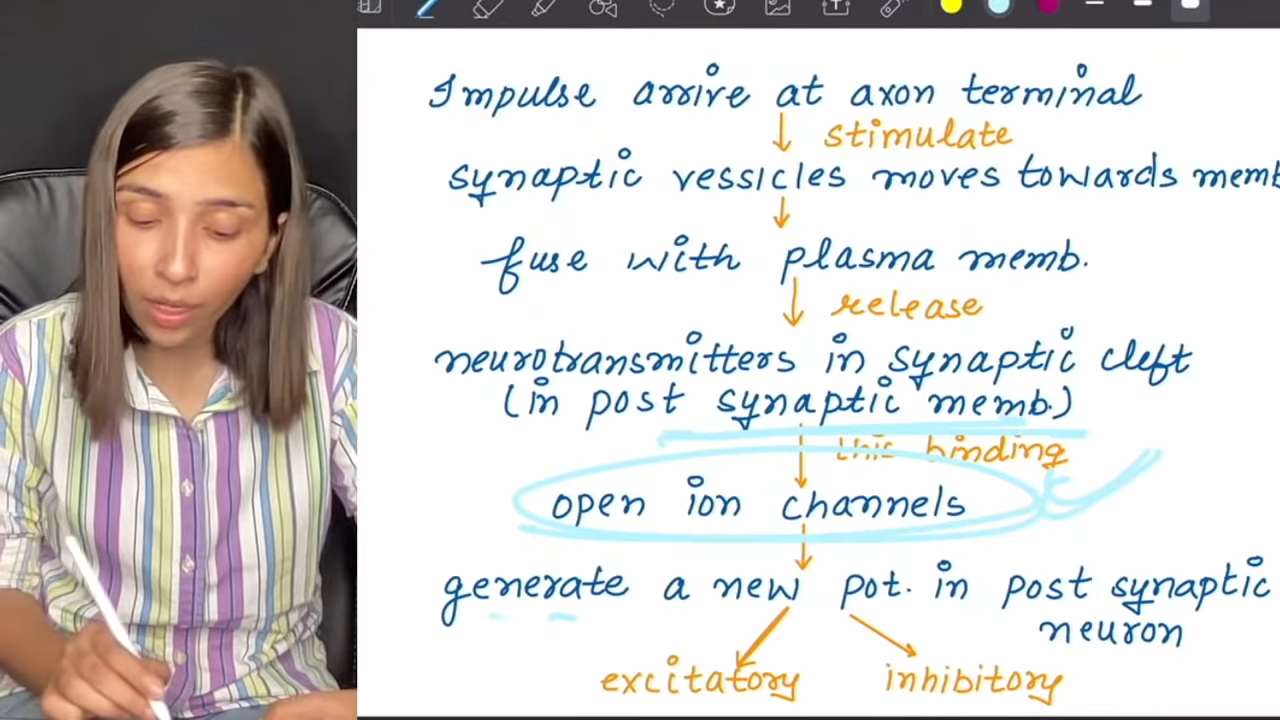 Impulse arrive at axon terminal
↓ stimulate
synaptic vessicles moves towards memb
↓
fuse with plasma memb.
↓ release
neurotransmitters in synaptic cleft
(in post synaptic memb.)
↓ this binding
open ion channels
↓
generate a new pot. in post synaptic
neuron
excitatory inhibitory